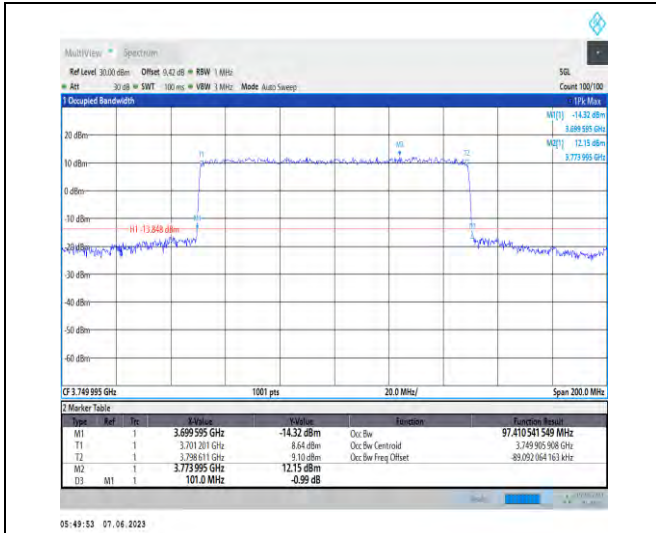 MultiView Spectrum
Ref Level 30.00 dBm Offset 9.42 dB RBW 1 MHz SGL
Att 30 dB SWT 100 ms VBW 3 MHz Mode Auto Sweep Count 100/100
1 Occupied Bandwidth 1Pk Max
M1[1] -14.32 dBm
3.699 595 GHz
M2[1] 12.15 dBm
3.773 995 GHz
20 dBm
10 dBm
0 dBm
-10 dBm
-20 dBm
-30 dBm
-40 dBm
-50 dBm
-60 dBm
T1
M2
T2
H1 -13.848 dBm
CF 3.749 995 GHz 1001 pts 20.0 MHz/ Span 200.0 MHz
2 Marker Table
Type Ref Trc X-Value Y-Value Function Function Result
M1 1 3.699 595 GHz -14.32 dBm Occ Bw 97.410 541 549 MHz
T1 1 3.701 201 GHz 8.64 dBm Occ Bw Centroid 3.749 905 908 GHz
T2 1 3.798 611 GHz 9.10 dBm Occ Bw Freq Offset -89.092 064 163 kHz
M2 1 3.773 995 GHz 12.15 dBm
D3 M1 1 101.0 MHz -0.99 dB
05:49:53 07.06.2023